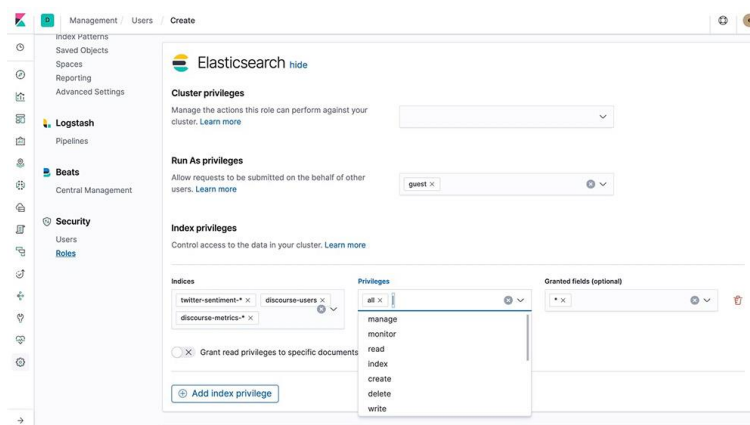 D Management / Users / Create
Index Patterns
Saved Objects
Spaces
Reporting
Advanced Settings
Logstash
Pipelines
Beats
Central Management
Security
Users
Roles
Elasticsearch hide
Cluster privileges
Manage the actions this role can perform against your
cluster. Learn more
Run As privileges
Allow requests to be submitted on the behalf of other
users. Learn more
guest ×
Index privileges
Control access to the data in your cluster. Learn more
Indices
twitter-sentiment-* × discourse-users ×
discourse-metrics-* ×
Privileges
all ×
manage
monitor
read
index
create
delete
write
Granted fields (optional)
* ×
Grant read privileges to specific documents
Add index privilege